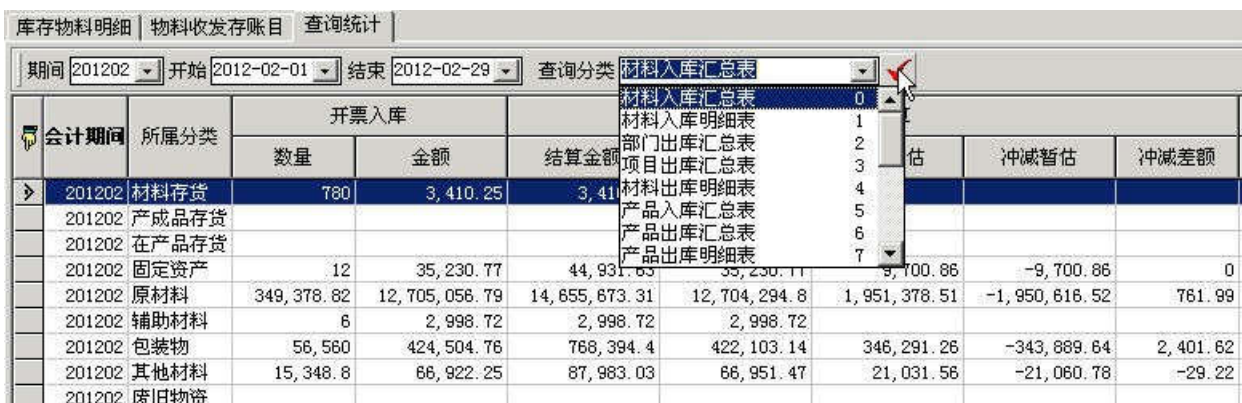 库存物料明细 物料收发存账目 查询统计
期间 201202 开始 2012-02-01 结束 2012-02-29 查询分类 材料入库汇总表
材料入库汇总表 0
材料入库明细表 1
部门出库汇总表 2
项目出库汇总表 3
材料出库明细表 4
产品入库汇总表 5
产品出库汇总表 6
产品出库明细表 7
会计期间 所属分类 开票入库
数量 金额 结算金额 估 冲减暂估 冲减差额
201202 材料存货 780 3,410.25 3,41
201202 产成品存货
201202 在产品存货
201202 固定资产 12 35,230.77 44,931.63 35,230.77 9,700.86 -9,700.86 0
201202 原材料 349,378.82 12,705,056.79 14,655,673.31 12,704,294.8 1,951,378.51 -1,950,616.52 761.99
201202 辅助材料 6 2,998.72 2,998.72 2,998.72
201202 包装物 56,560 424,504.76 768,394.4 422,103.14 346,291.26 -343,889.64 2,401.62
201202 其他材料 15,348.8 66,922.25 87,983.03 66,951.47 21,031.56 -21,060.78 -29.22
201202 废旧物资